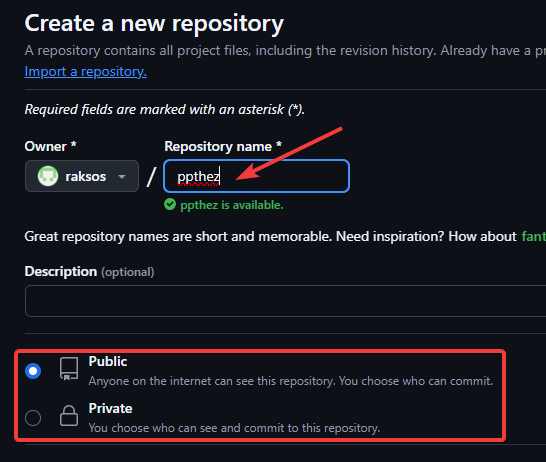 Create a new repository
A repository contains all project files, including the revision history. Already have a
Import a repository.
Required fields are marked with an asterisk (*).
Owner * Repository name *
raksos / ppthez
ppthez is available.
Great repository names are short and memorable. Need inspiration? How about fant
Description (optional)
Public
Anyone on the internet can see this repository. You choose who can commit.
Private
You choose who can see and commit to this repository.